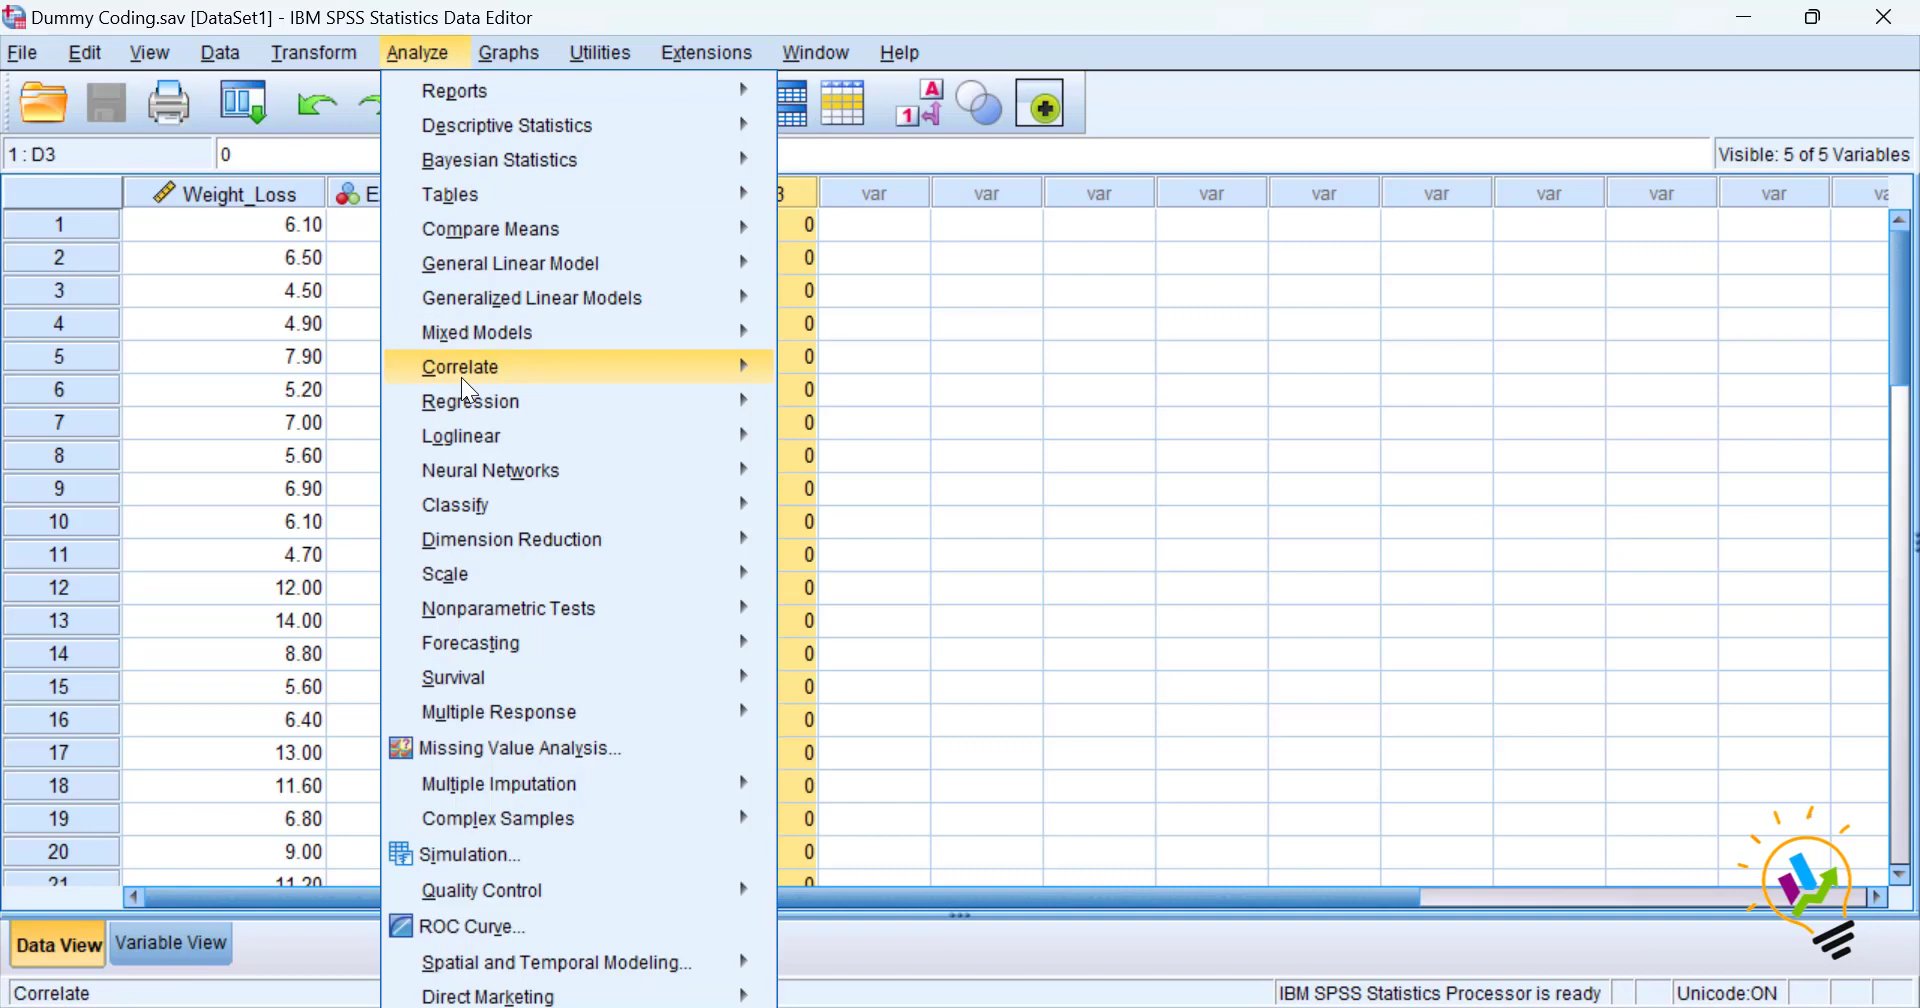 Dummy Coding.sav [DataSet1] - IBM SPSS Statistics Data Editor
File Edit View Data Transform Analyze Graphs Utilities Extensions Window Help
A
1
1 : D3 0 Visible: 5 of 5 Variables
Weight_Loss E 3 var var var var var var var var var va
1 6.10 0
2 6.50 0
3 4.50 0
4 4.90 0
5 7.90 0
6 5.20 0
7 7.00 0
8 5.60 0
9 6.90 0
10 6.10 0
11 4.70 0
12 12.00 0
13 14.00 0
14 8.80 0
15 5.60 0
16 6.40 0
17 13.00 0
18 11.60 0
19 6.80 0
20 9.00 0
21 11.20 0
Reports
Descriptive Statistics
Bayesian Statistics
Tables
Compare Means
General Linear Model
Generalized Linear Models
Mixed Models
Correlate
Regression
Loglinear
Neural Networks
Classify
Dimension Reduction
Scale
Nonparametric Tests
Forecasting
Survival
Multiple Response
Missing Value Analysis...
Multiple Imputation
Complex Samples
Simulation...
Quality Control
ROC Curve...
Spatial and Temporal Modeling...
Direct Marketing
Data View Variable View
Correlate IBM SPSS Statistics Processor is ready Unicode:ON